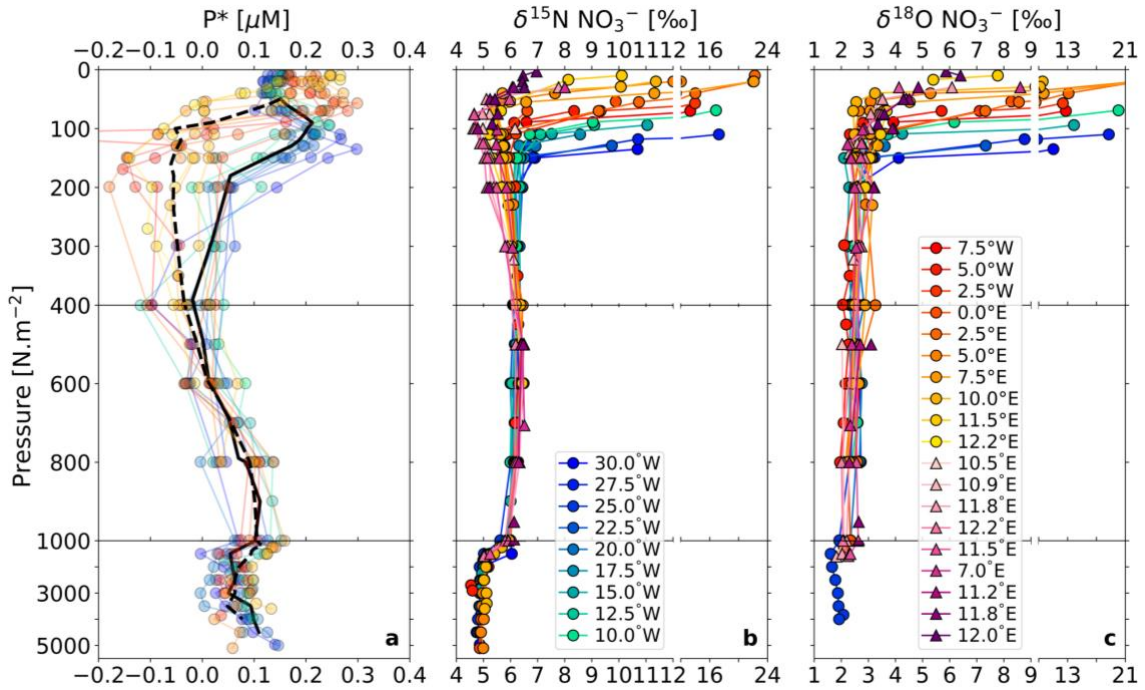 P* [μM]
δ¹⁵N NO₃⁻ [‰]
δ¹⁸O NO₃⁻ [‰]
−0.2 0.0 0.1 0.2 0.3 0.4
4 5 6 7 8 9 10 11 12 24
1 2 3 4 5 6 7 9 13 21
Pressure [N.m⁻²]
0
100
200
300
400
600
800
1000
3000
5000
a
b
c
30.0°W
27.5°W
25.0°W
22.5°W
20.0°W
17.5°W
15.0°W
12.5°W
10.0°W
7.5°W
5.0°W
2.5°W
0.0°E
2.5°E
5.0°E
7.5°E
10.0°E
11.5°E
12.2°E
10.5°E
10.9°E
11.8°E
12.2°E
11.5°E
7.0°E
11.2°E
11.8°E
12.0°E
−0.2 −0.1 0.0 0.1 0.2 0.3 0.4
4 5 6 7 8 9 10 11 12 24
1 2 3 4 5 6 7 9 13 21